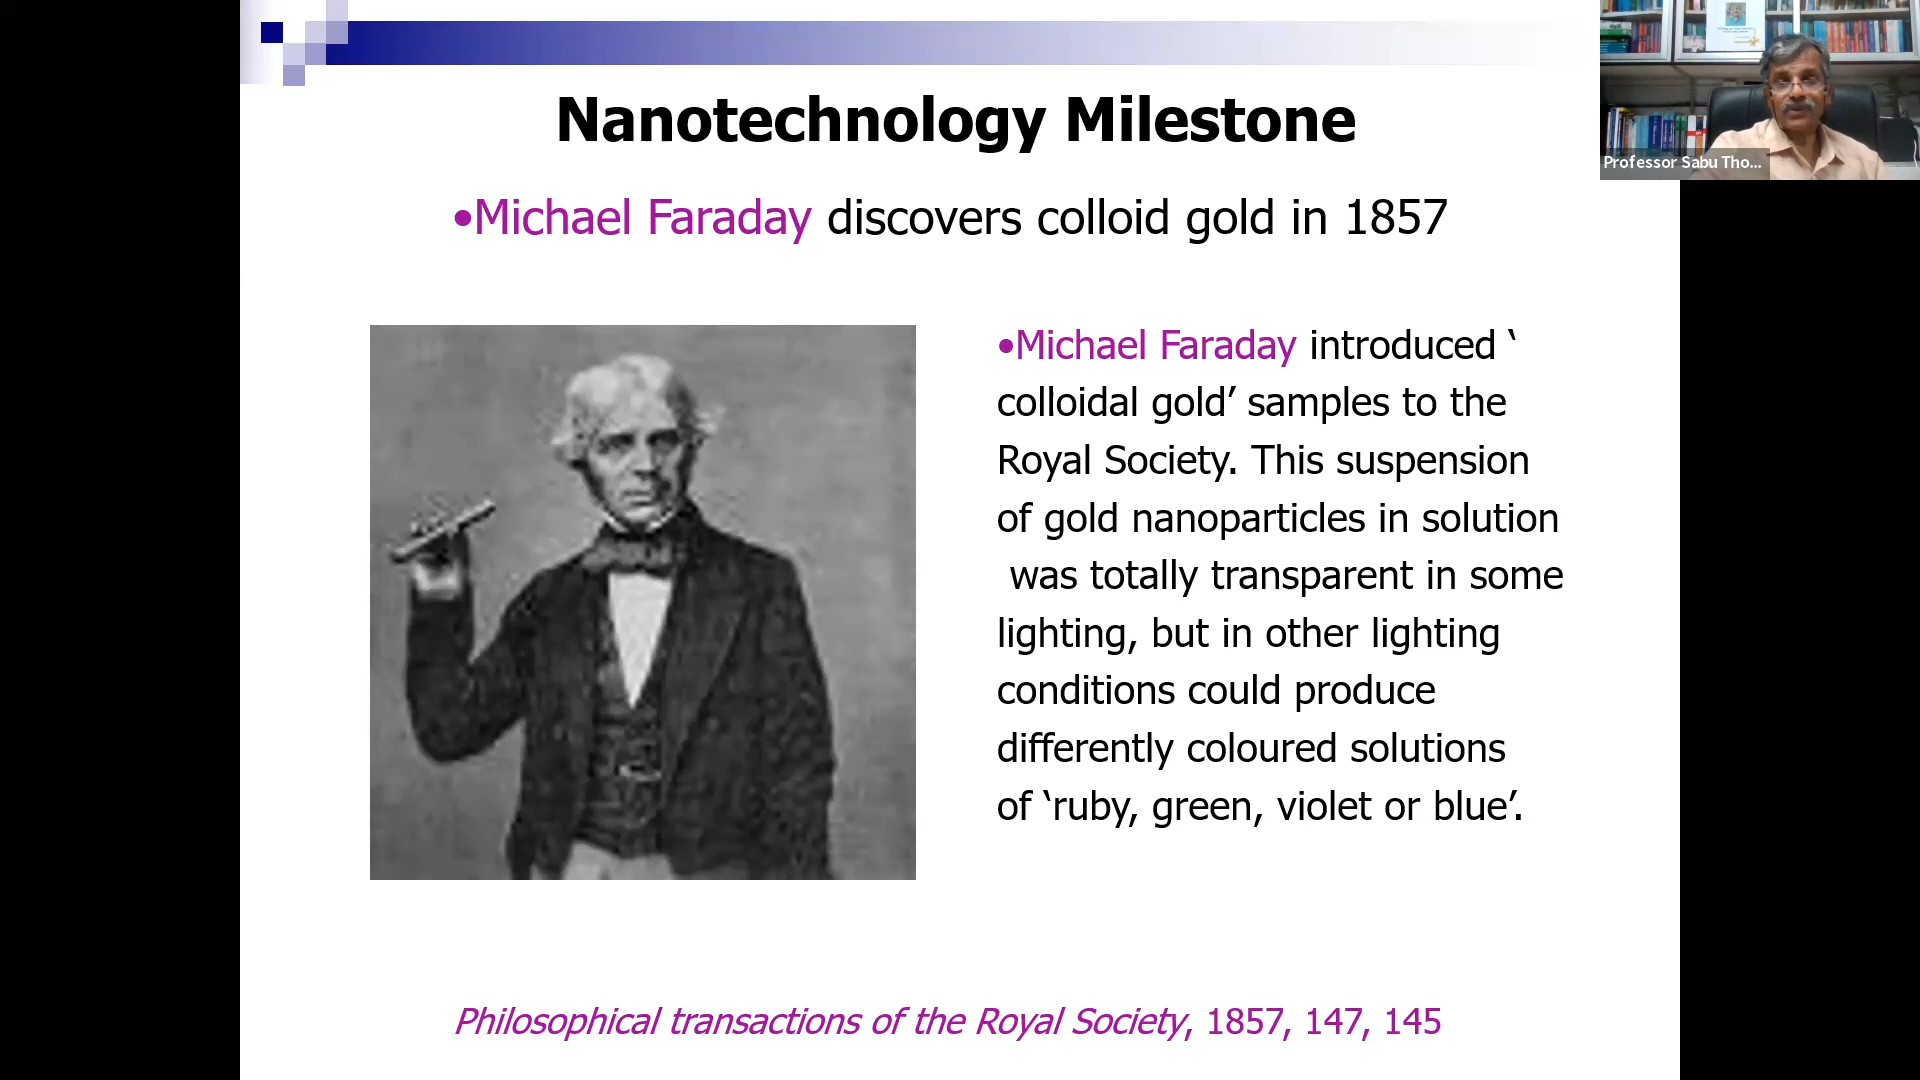 Nanotechnology Milestone
•Michael Faraday discovers colloid gold in 1857
•Michael Faraday introduced ‘
colloidal gold’ samples to the
Royal Society. This suspension
of gold nanoparticles in solution
was totally transparent in some
lighting, but in other lighting
conditions could produce
differently coloured solutions
of ‘ruby, green, violet or blue’.
Philosophical transactions of the Royal Society, 1857, 147, 145
Professor Sabu Tho...